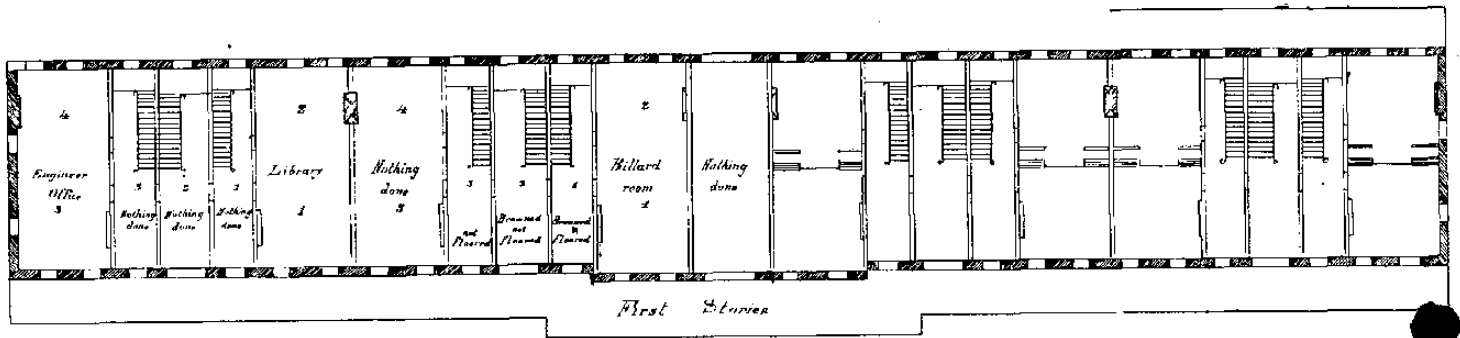 4
Engineer
Office
3
3
Nothing
done
2
Nothing
done
1
Nothing
done
2
Library
1
4
Nothing
done
3
3
not
Floored
2
Browned
not
Floored
1
Browned
&
Floored
2
Billard
room
1
Nothing
done
First Stories